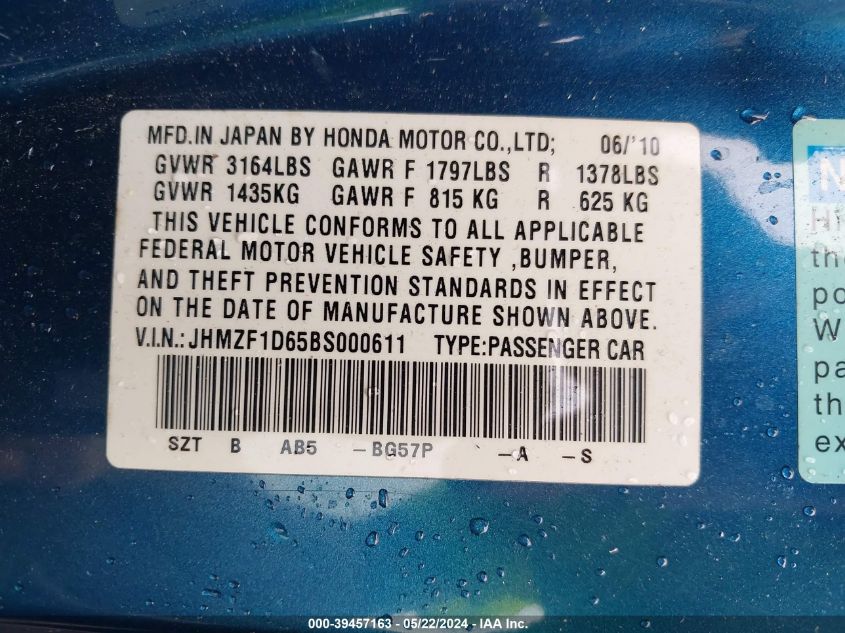 MFD.IN JAPAN BY HONDA MOTOR CO.,LTD; 06/'10
GVWR 3164LBS GAWR F 1797LBS R 1378LBS
GVWR 1435KG GAWR F 815 KG R 625 KG
THIS VEHICLE CONFORMS TO ALL APPLICABLE
FEDERAL MOTOR VEHICLE SAFETY ,BUMPER,
AND THEFT PREVENTION STANDARDS IN EFFECT
ON THE DATE OF MANUFACTURE SHOWN ABOVE.
V.I.N.: JHMZF1D65BS000611 TYPE:PASSENGER CAR
SZT B AB5 -BG57P -A -S
the
000-39457163 - 05/22/2024 - IAA Inc.